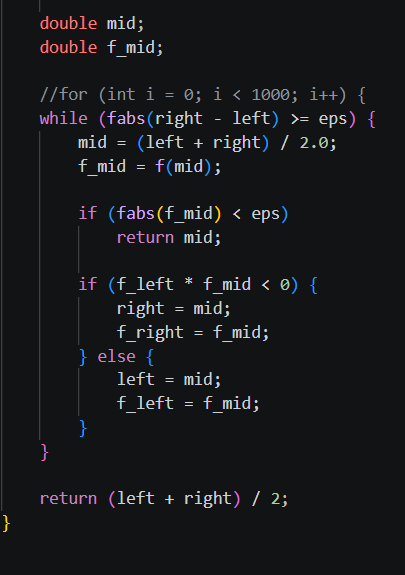 double mid;
double f_mid;
//for (int i = 0; i < 1000; i++) {
while (fabs(right - left) >= eps) {
mid = (left + right) / 2.0;
f_mid = f(mid);
if (fabs(f_mid) < eps)
return mid;
if (f_left * f_mid < 0) {
right = mid;
f_right = f_mid;
} else {
left = mid;
f_left = f_mid;
}
}
return (left + right) / 2;
}